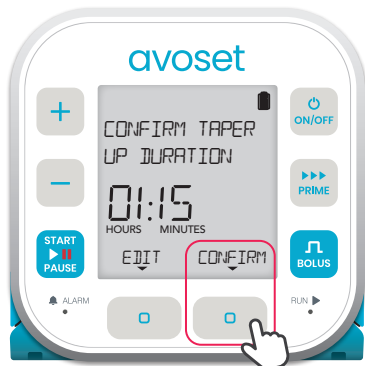 avoset
CONFIRM TAPER
UP DURATION
01:15
HOURS MINUTES
EDIT CONFIRM
ON/OFF
PRIME
START
PAUSE
BOLUS
ALARM
RUN